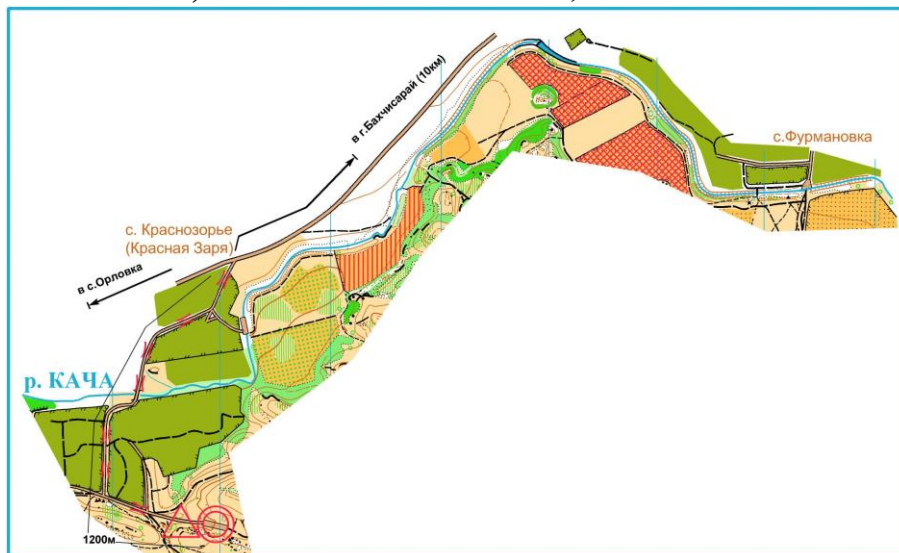 в г.Бахчисарай (10км)
с.Фурмановка
с. Краснозорье
(Красная Заря)
в с.Орловка
р. КАЧА
1200м